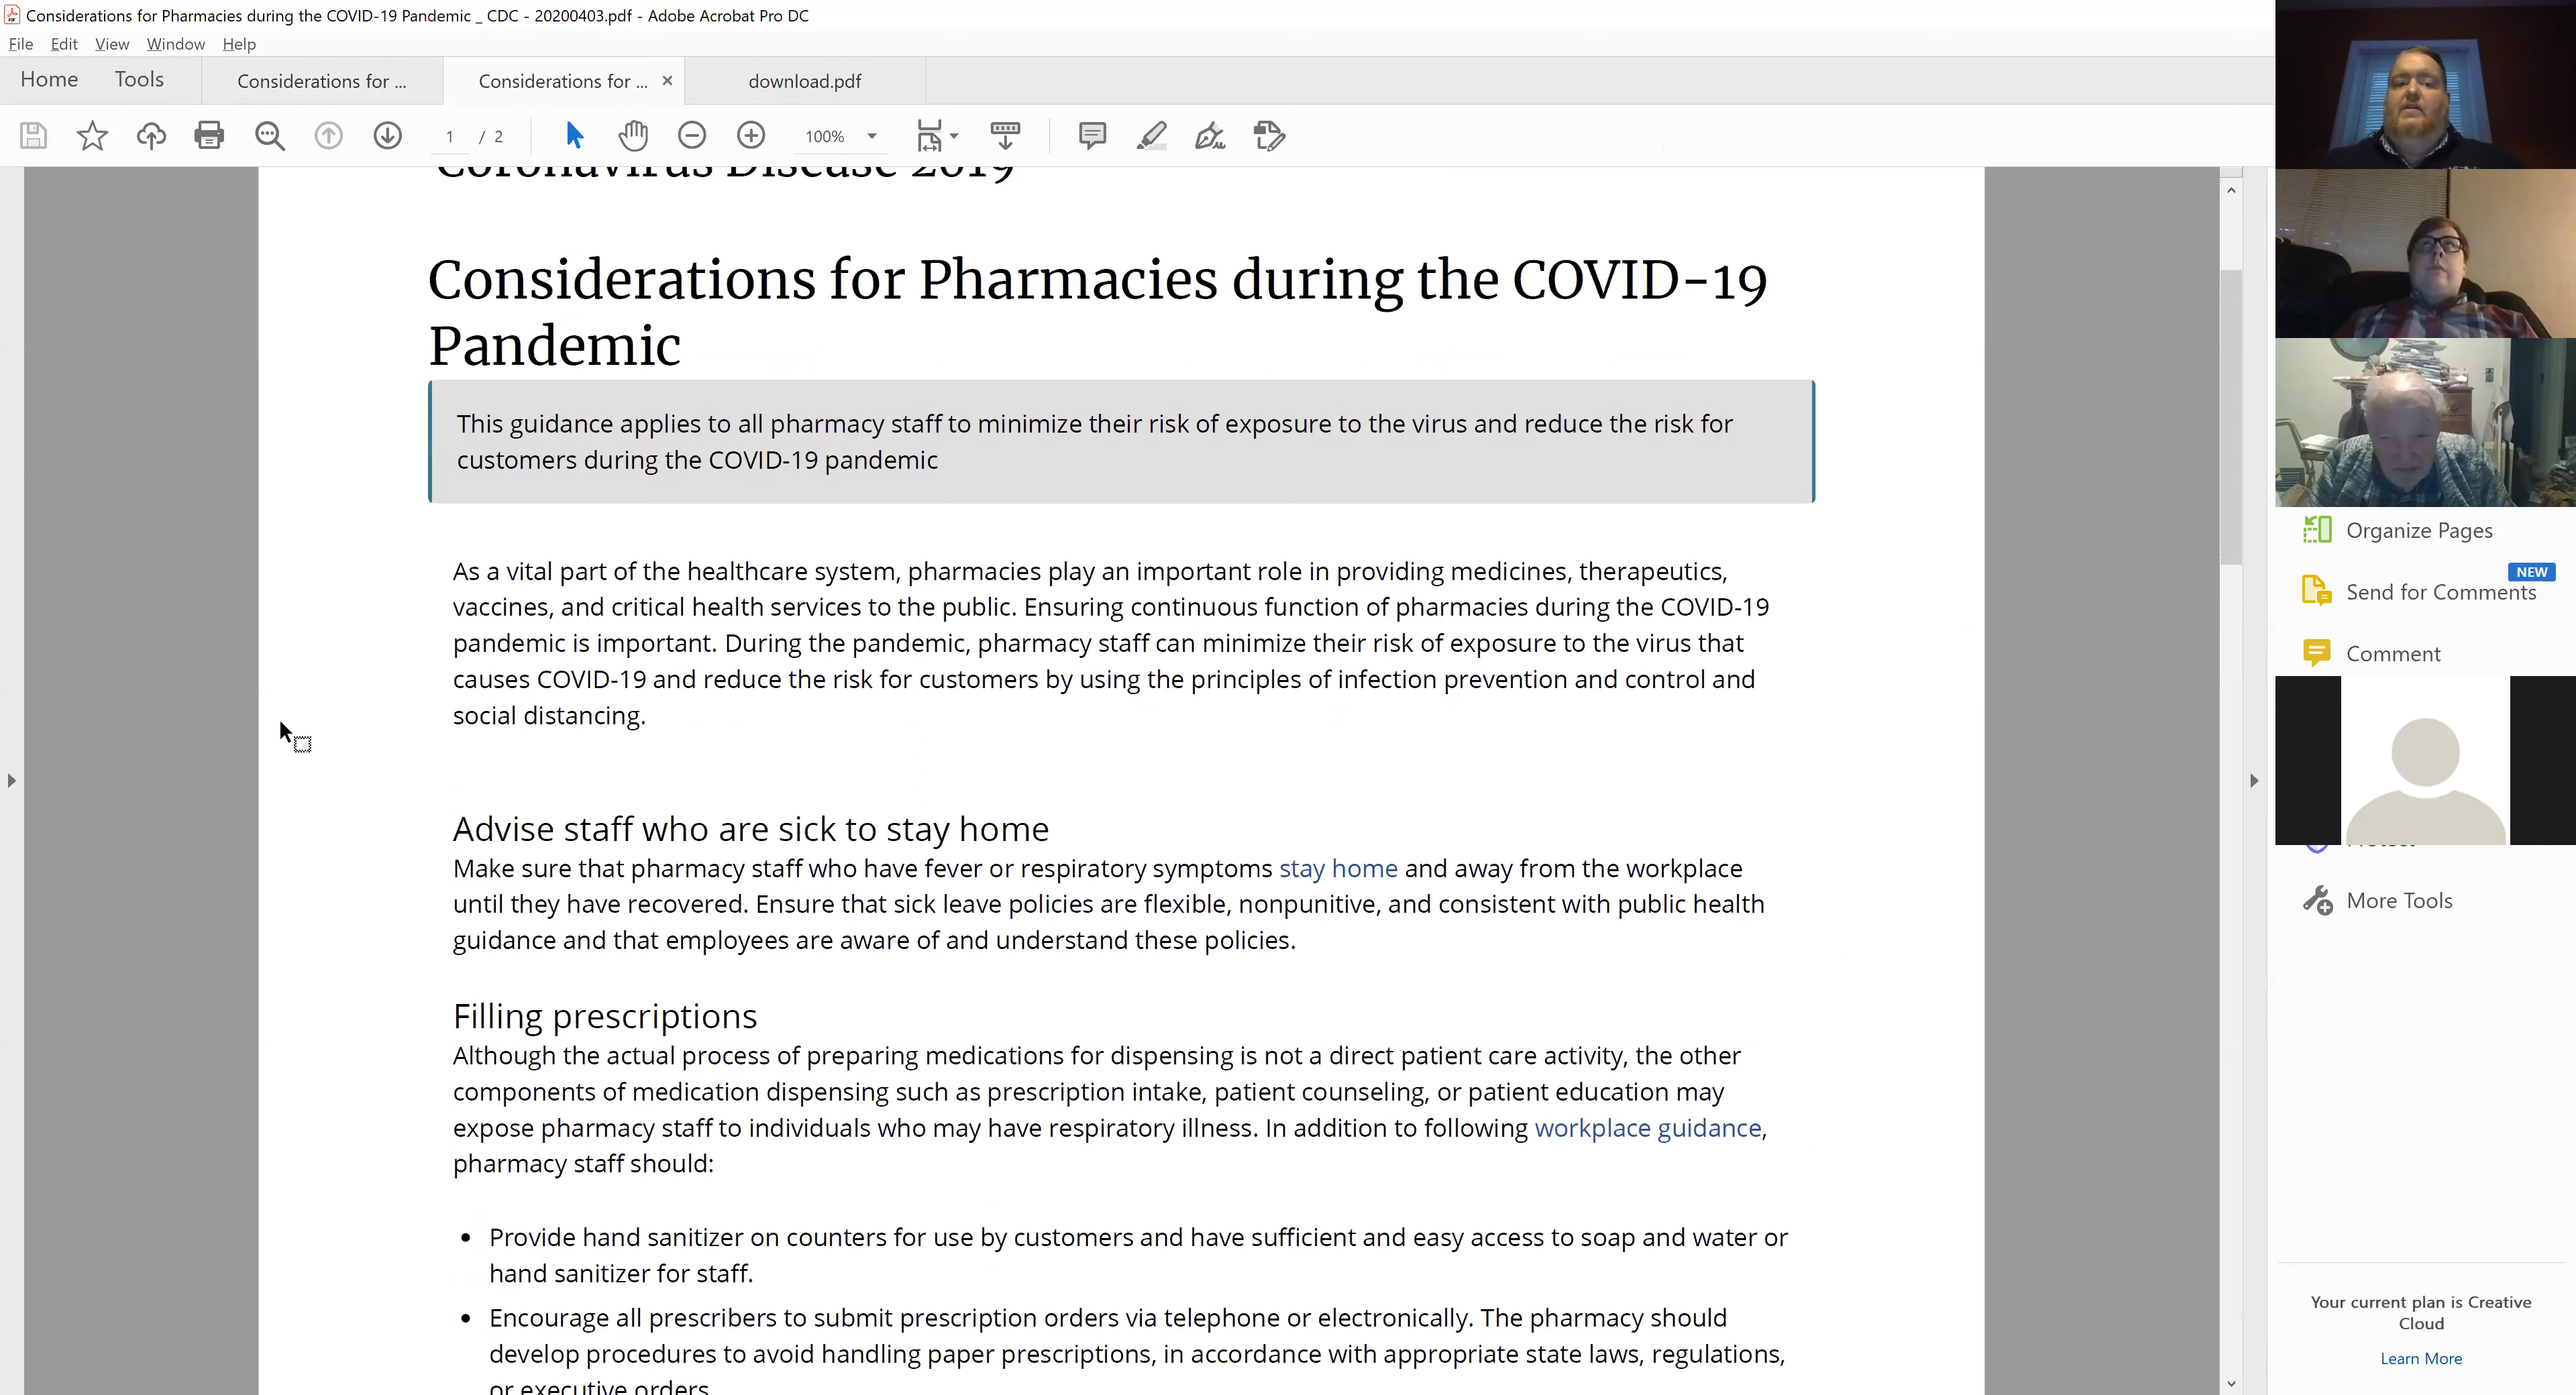 Considerations for Pharmacies during the COVID-19 Pandemic _ CDC - 20200403.pdf - Adobe Acrobat Pro DC
File Edit View Window Help
Home Tools Considerations for ... Considerations for ... × download.pdf
1 / 2 100%
Coronavirus Disease 2019
Considerations for Pharmacies during the COVID-19
Pandemic
This guidance applies to all pharmacy staff to minimize their risk of exposure to the virus and reduce the risk for
customers during the COVID-19 pandemic
As a vital part of the healthcare system, pharmacies play an important role in providing medicines, therapeutics,
vaccines, and critical health services to the public. Ensuring continuous function of pharmacies during the COVID-19
pandemic is important. During the pandemic, pharmacy staff can minimize their risk of exposure to the virus that
causes COVID-19 and reduce the risk for customers by using the principles of infection prevention and control and
social distancing.
Advise staff who are sick to stay home
Make sure that pharmacy staff who have fever or respiratory symptoms stay home and away from the workplace
until they have recovered. Ensure that sick leave policies are flexible, nonpunitive, and consistent with public health
guidance and that employees are aware of and understand these policies.
Filling prescriptions
Although the actual process of preparing medications for dispensing is not a direct patient care activity, the other
components of medication dispensing such as prescription intake, patient counseling, or patient education may
expose pharmacy staff to individuals who may have respiratory illness. In addition to following workplace guidance,
pharmacy staff should:
• Provide hand sanitizer on counters for use by customers and have sufficient and easy access to soap and water or
hand sanitizer for staff.
• Encourage all prescribers to submit prescription orders via telephone or electronically. The pharmacy should
develop procedures to avoid handling paper prescriptions, in accordance with appropriate state laws, regulations,
or executive orders
Organize Pages
NEW
Send for Comments
Comment
More Tools
Your current plan is Creative
Cloud
Learn More